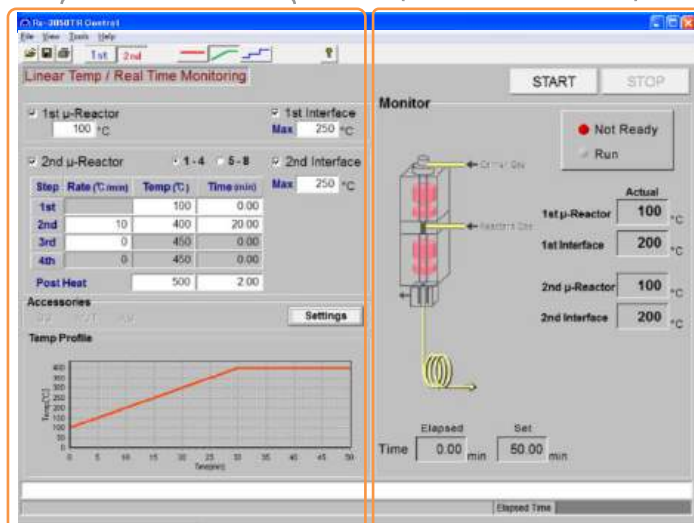 Rx-3050TR Control
File View Tools Help
1st 2nd
Linear Temp / Real Time Monitoring
START STOP
1st µ-Reactor
100 °C
1st Interface
Max 250 °C
2nd µ-Reactor 1 - 4 5 - 8
2nd Interface
Max 250 °C
Step Rate (℃/min) Temp (℃) Time (min)
1st 100 0.00
2nd 10 400 20.00
3rd 0 450 0.00
4th 0 450 0.00
Post Heat 500 2.00
Accessories
Settings
Temp Profile
Temp[℃]
400
350
300
250
200
150
100
50
0
0 5 10 15 20 25 30 35 40 45 50
Time(min)
Monitor
Not Ready
Run
Carrier Gas
Reactant Gas
Actual
1st µ-Reactor 100 °C
1st Interface 200 °C
2nd µ-Reactor 100 °C
2nd Interface 200 °C
Elapsed Set
Time 0.00 min 50.00 min
Elapsed Time